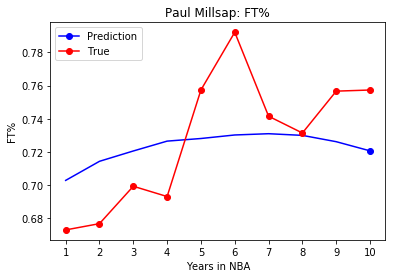 Paul Millsap: FT%
Prediction
True
0.78
0.76
0.74
0.72
0.70
0.68
FT%
1 2 3 4 5 6 7 8 9 10
Years in NBA